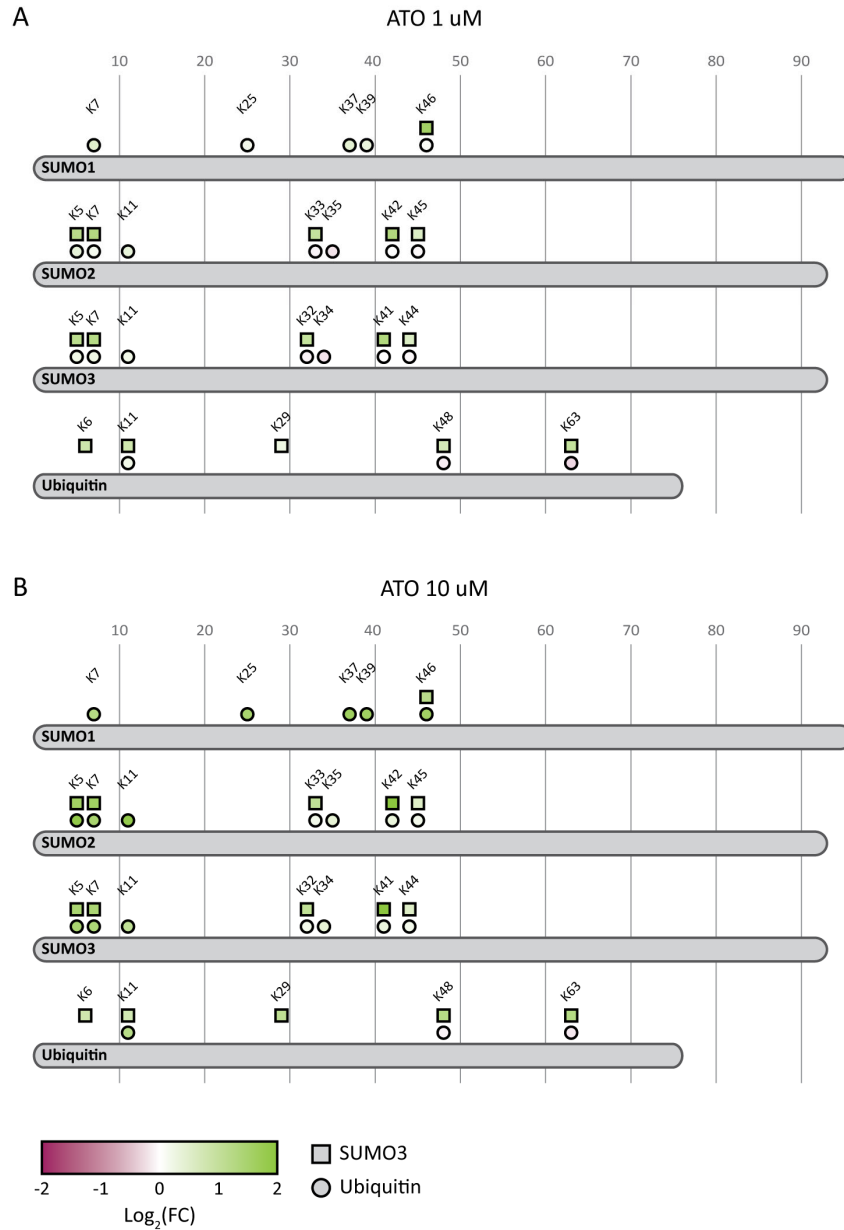 A
ATO 1 uM
10 20 30 40 50 60 70 80 90
K7 K25 K37 K39 K46
SUMO1
K5 K7 K11 K33 K35 K42 K45
SUMO2
K5 K7 K11 K32 K34 K41 K44
SUMO3
K6 K11 K29 K48 K63
Ubiquitin
B
ATO 10 uM
10 20 30 40 50 60 70 80 90
K7 K25 K37 K39 K46
SUMO1
K5 K7 K11 K33 K35 K42 K45
SUMO2
K5 K7 K11 K32 K34 K41 K44
SUMO3
K6 K11 K29 K48 K63
Ubiquitin
SUMO3
-2 -1 0 1 2 Ubiquitin
Log2(FC)